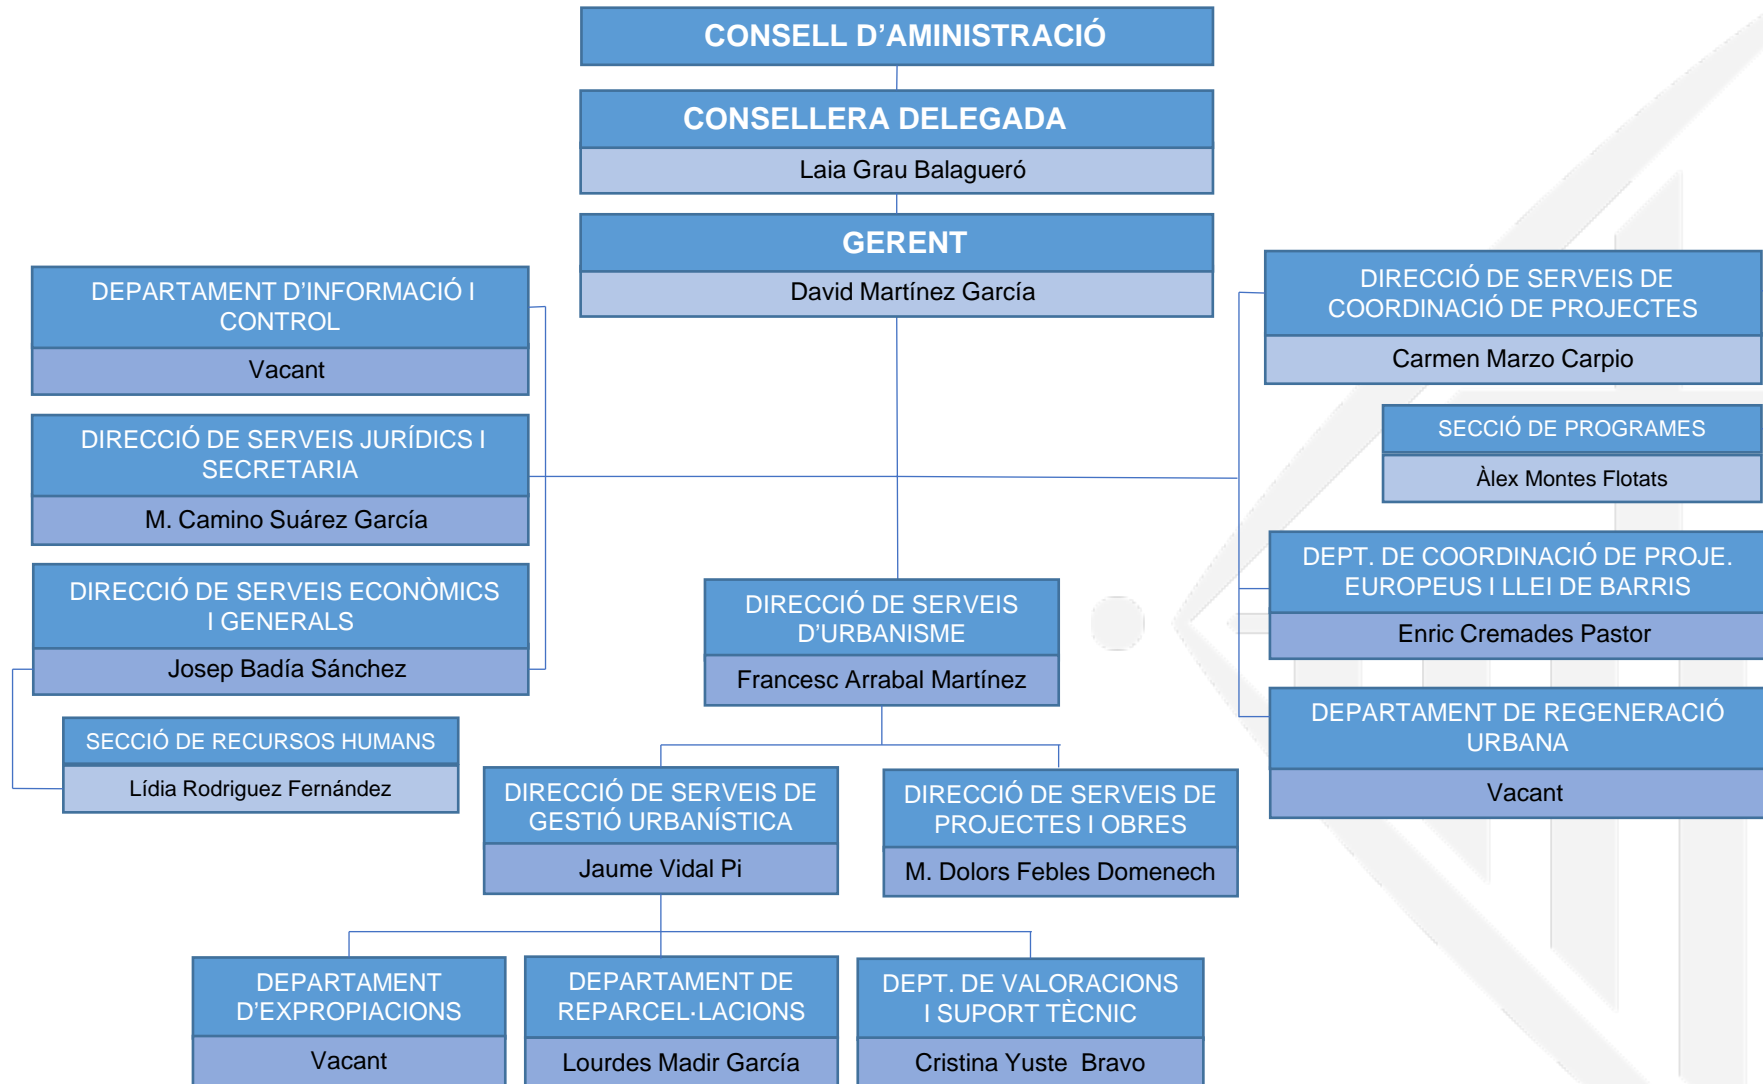 CONSELL D'AMINISTRACIÓ
CONSELLERA DELEGADA
Laia Grau Balagueró
GERENT
David Martínez García
DEPARTAMENT D'INFORMACIÓ I
CONTROL
Vacant
DIRECCIÓ DE SERVEIS JURÍDICS I
SECRETARIA
M. Camino Suárez García
DIRECCIÓ DE SERVEIS ECONÒMICS
I GENERALS
Josep Badía Sánchez
SECCIÓ DE RECURSOS HUMANS
Lídia Rodriguez Fernández
DIRECCIÓ DE SERVEIS DE
COORDINACIÓ DE PROJECTES
Carmen Marzo Carpio
SECCIÓ DE PROGRAMES
Àlex Montes Flotats
DEPT. DE COORDINACIÓ DE PROJE.
EUROPEUS I LLEI DE BARRIS
Enric Cremades Pastor
DEPARTAMENT DE REGENERACIÓ
URBANA
Vacant
DIRECCIÓ DE SERVEIS
D'URBANISME
Francesc Arrabal Martínez
DIRECCIÓ DE SERVEIS DE
GESTIÓ URBANÍSTICA
Jaume Vidal Pi
DIRECCIÓ DE SERVEIS DE
PROJECTES I OBRES
M. Dolors Febles Domenech
DEPARTAMENT
D'EXPROPIACIONS
Vacant
DEPARTAMENT DE
REPARCEL·LACIONS
Lourdes Madir García
DEPT. DE VALORACIONS
I SUPORT TÈCNIC
Cristina Yuste  Bravo